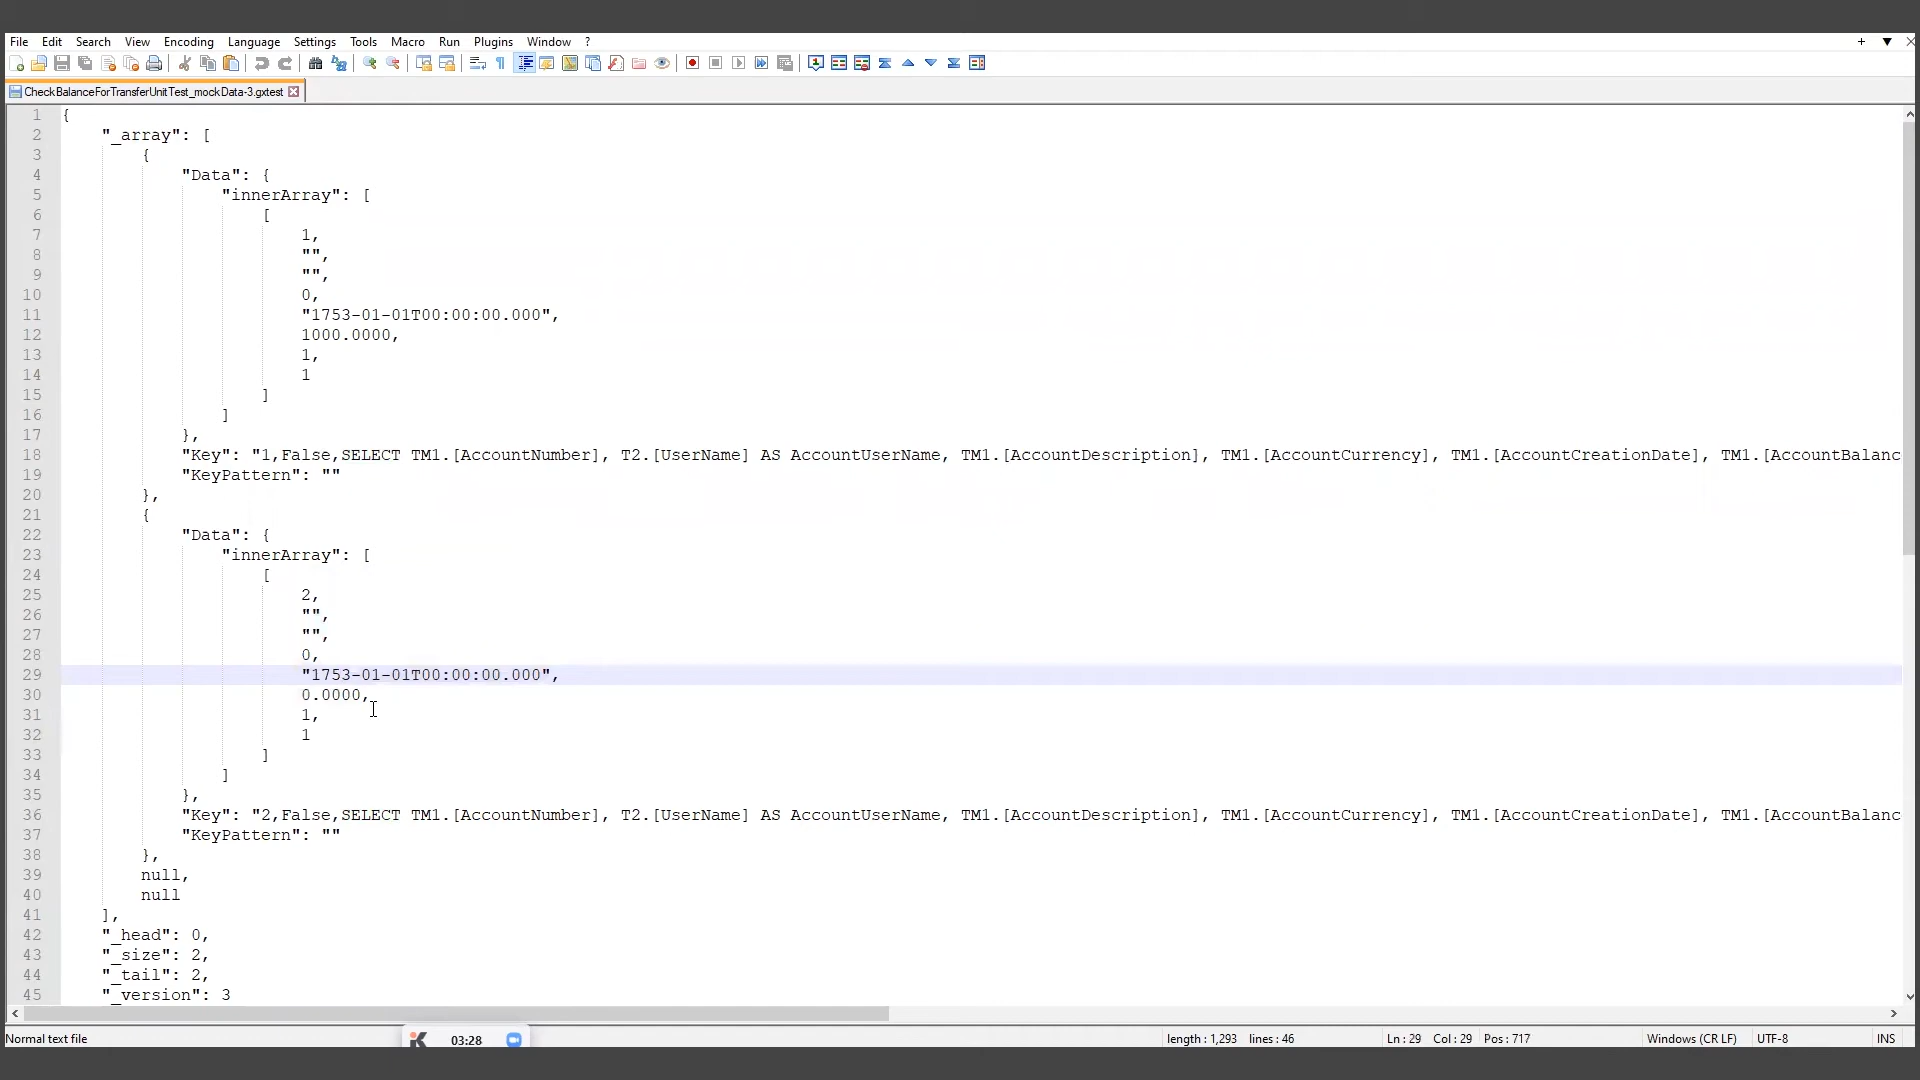 File Edit Search View Encoding Language Settings Tools Macro Run Plugins Window ?
CheckBalanceForTransferUnitTest_mockData-3.gxtest
1 {
2 "_array": [
3 {
4 "Data": {
5 "innerArray": [
6 [
7 1,
8 "",
9 "",
10 0,
11 "1753-01-01T00:00:00.000",
12 1000.0000,
13 1,
14 1
15 ]
16 ]
17 },
18 "Key": "1,False,SELECT TM1.[AccountNumber], T2.[UserName] AS AccountUserName, TM1.[AccountDescription], TM1.[AccountCurrency], TM1.[AccountCreationDate], TM1.[AccountBalanc
19 "KeyPattern": ""
20 },
21 {
22 "Data": {
23 "innerArray": [
24 [
25 2,
26 "",
27 "",
28 0,
29 "1753-01-01T00:00:00.000",
30 0.0000,
31 1,
32 1
33 ]
34 ]
35 },
36 "Key": "2,False,SELECT TM1.[AccountNumber], T2.[UserName] AS AccountUserName, TM1.[AccountDescription], TM1.[AccountCurrency], TM1.[AccountCreationDate], TM1.[AccountBalanc
37 "KeyPattern": ""
38 },
39 null,
40 null
41 ],
42 "_head": 0,
43 "_size": 2,
44 "_tail": 2,
45 "_version": 3
Normal text file 03:28 length : 1,293 lines : 46 Ln : 29 Col : 29 Pos : 717 Windows (CR LF) UTF-8 INS